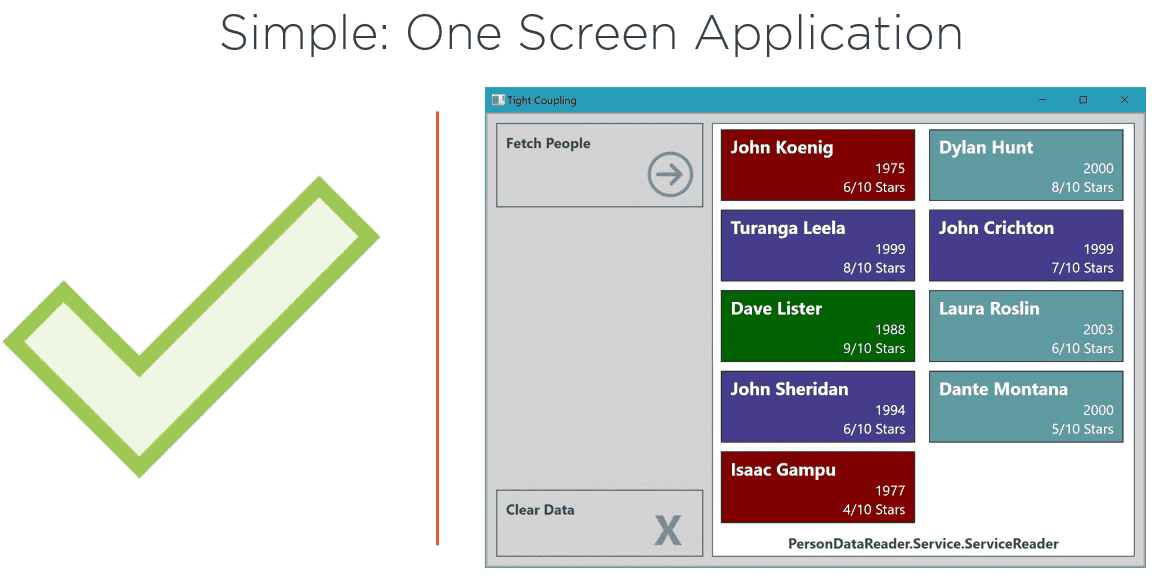 Simple: One Screen Application
Tight Coupling
Fetch People
Clear Data
X
John Koenig
1975
6/10 Stars
Dylan Hunt
2000
8/10 Stars
Turanga Leela
1999
8/10 Stars
John Crichton
1999
7/10 Stars
Dave Lister
1988
9/10 Stars
Laura Roslin
2003
6/10 Stars
John Sheridan
1994
6/10 Stars
Dante Montana
2000
5/10 Stars
Isaac Gampu
1977
4/10 Stars
PersonDataReader.Service.ServiceReader